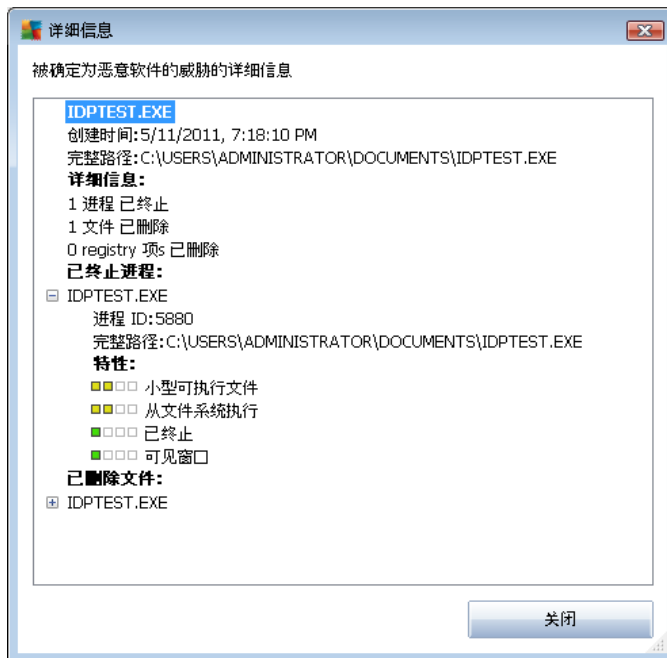 详细信息
被确定为恶意软件的威胁的详细信息
IDPTEST.EXE
创建时间:5/11/2011, 7:18:10 PM
完整路径:C:\USERS\ADMINISTRATOR\DOCUMENTS\IDPTEST.EXE
详细信息:
1 进程 已终止
1 文件 已删除
0 registry 项s 已删除
已终止进程:
IDPTEST.EXE
进程 ID:5880
完整路径:C:\USERS\ADMINISTRATOR\DOCUMENTS\IDPTEST.EXE
特性:
小型可执行文件
从文件系统执行
已终止
可见窗口
已删除文件:
IDPTEST.EXE
关闭